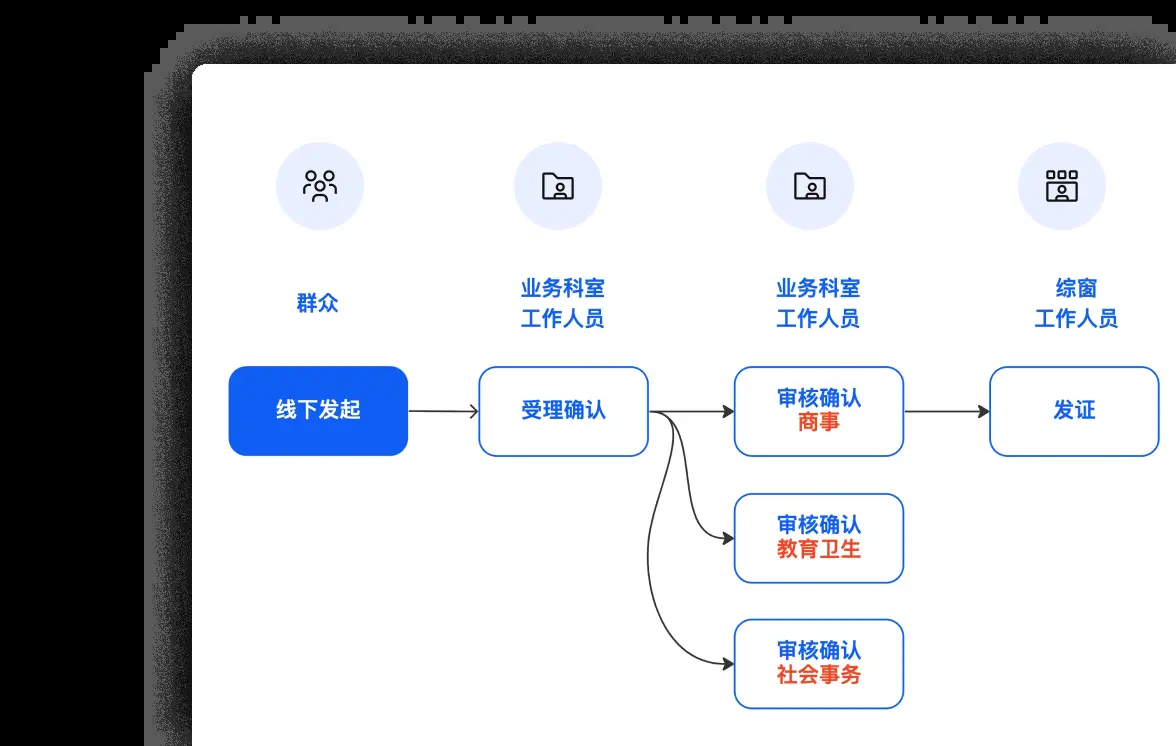 群众
业务科室
工作人员
业务科室
工作人员
综窗
工作人员
线下发起
受理确认
审核确认
商事
发证
审核确认
教育卫生
审核确认
社会事务